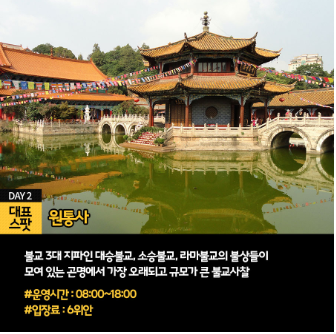 DAY 2
대표
스팟
원통사
불교 3대 지파인 대승불교, 소승불교, 라마불교의 불상들이
모여 있는 곤명에서 가장 오래되고 규모가 큰 불교사찰
#운영시간 : 08:00~18:00
#입장료 : 6위안